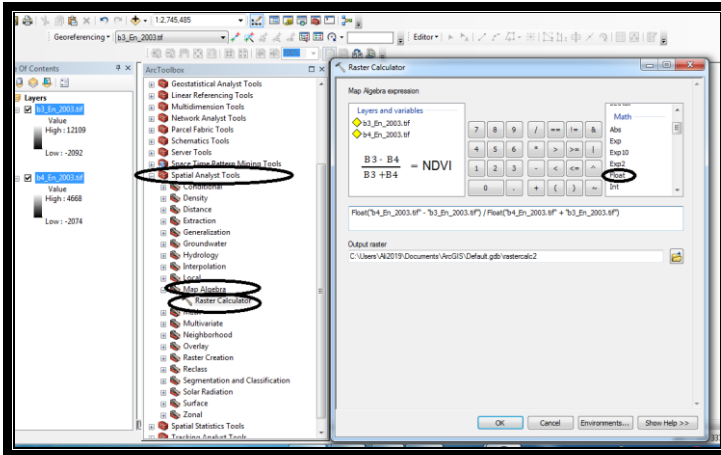 1:2,745,485
Georeferencing
b3_En_2003.tif
Editor
Of Contents
Layers
b3_En_2003.tif
Value
High : 12109
Low : -2092
b4_En_2003.tif
Value
High : 4668
Low : -2074
ArcToolbox
Geostatistical Analyst Tools
Linear Referencing Tools
Multidimension Tools
Network Analyst Tools
Parcel Fabric Tools
Schematics Tools
Server Tools
Space Time Pattern Mining Tools
Spatial Analyst Tools
Conditional
Density
Distance
Extraction
Generalization
Groundwater
Hydrology
Interpolation
Local
Map Algebra
Raster Calculator
Math
Multivariate
Neighborhood
Overlay
Raster Creation
Reclass
Segmentation and Classification
Solar Radiation
Surface
Zonal
Spatial Statistics Tools
Tracking Analyst Tools
Raster Calculator
Map Algebra expression
Layers and variables
b3_En_2003.tif
b4_En_2003.tif
B3 - B4
B3 +B4
= NDVI
7 8 9 / == != &
4 5 6 * > >= |
1 2 3 - < <= ^
0 . + ( ) ~
Math
Abs
Exp
Exp10
Exp2
Float
Int
Float("b4_En_2003.tif" - "b3_En_2003.tif") / Float("b4_En_2003.tif" + "b3_En_2003.tif")
Output raster
C:\Users\Ali2019\Documents\ArcGIS\Default.gdb\rastercalc2
OK
Cancel
Environments...
Show Help >>